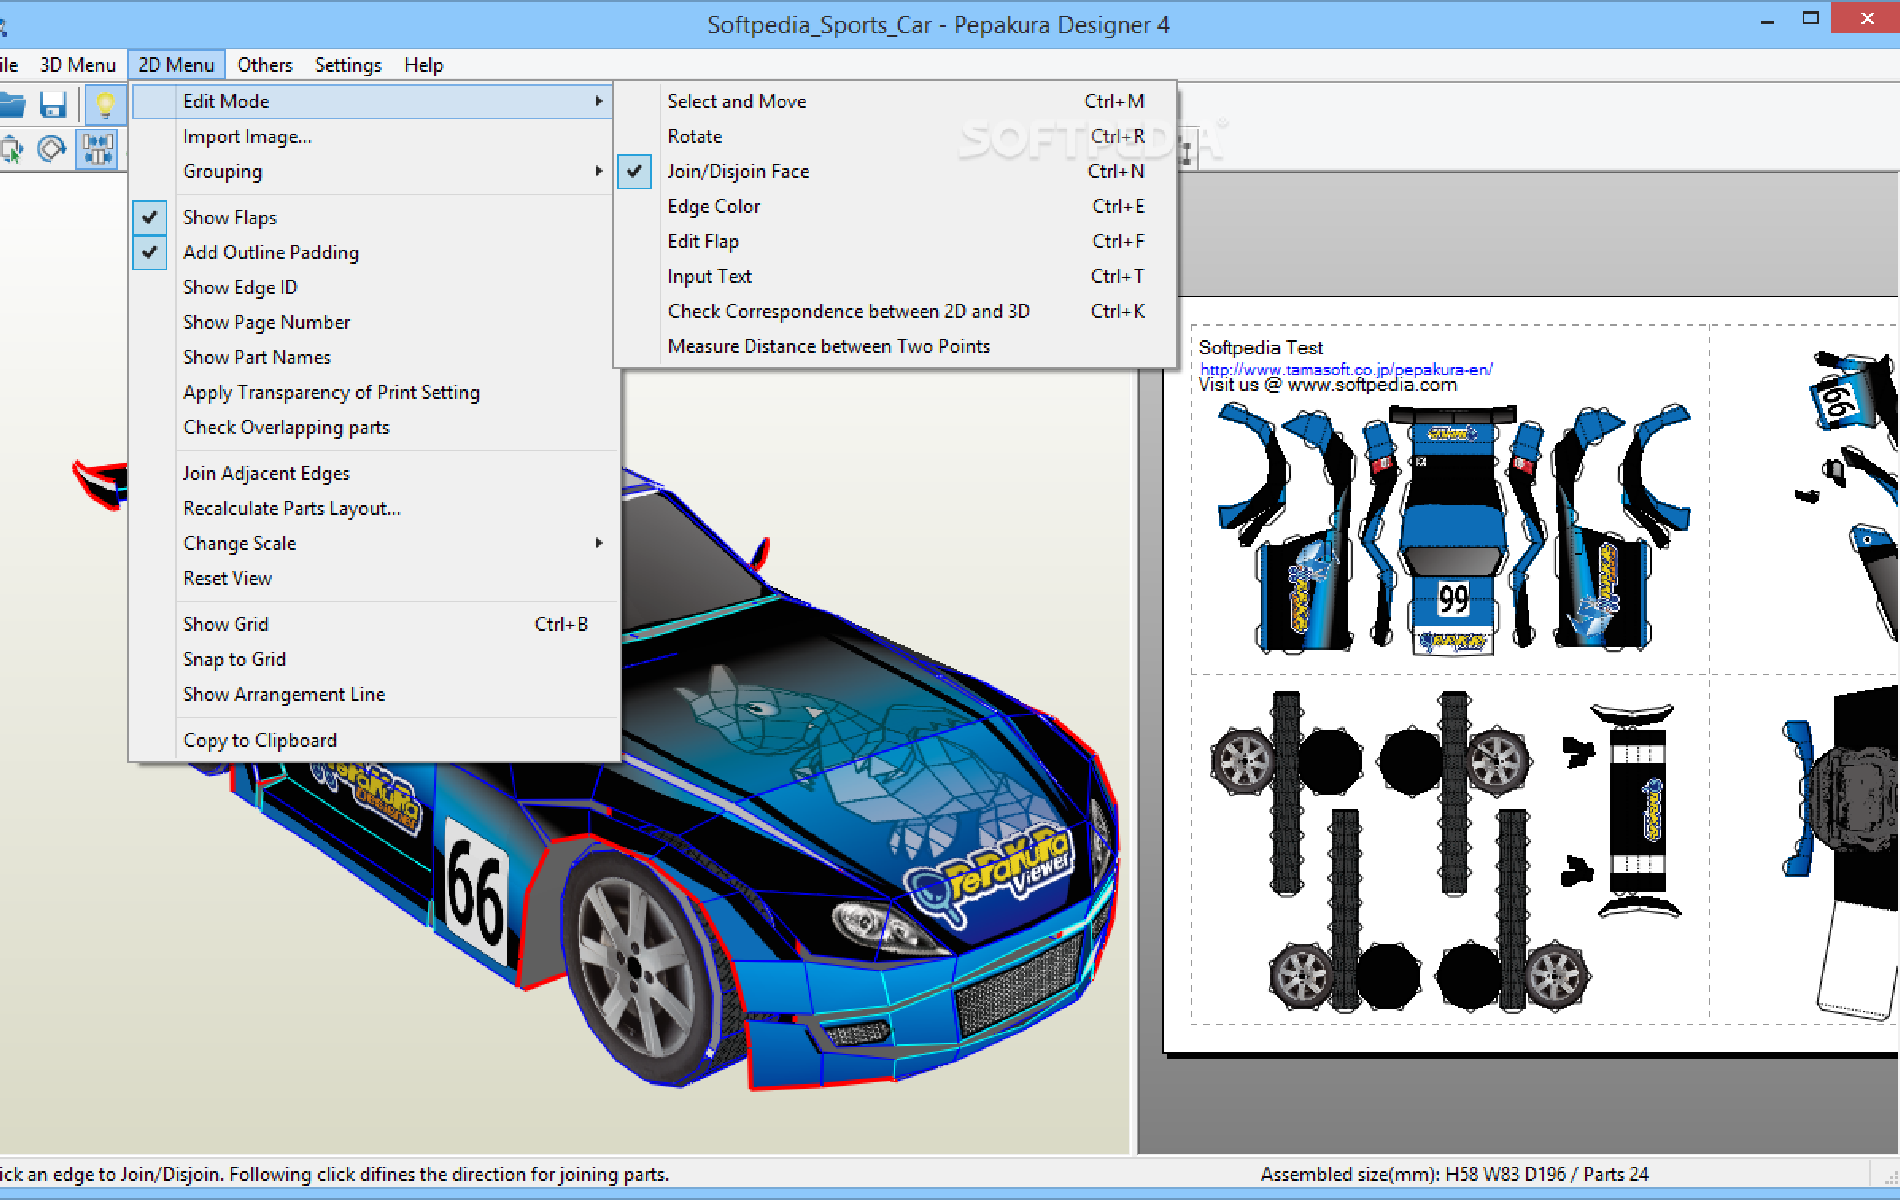 Softpedia_Sports_Car - Pepakura Designer 4
ile 3D Menu 2D Menu Others Settings Help
Edit Mode
Import Image...
Grouping
Show Flaps
Add Outline Padding
Show Edge ID
Show Page Number
Show Part Names
Apply Transparency of Print Setting
Check Overlapping parts
Join Adjacent Edges
Recalculate Parts Layout...
Change Scale
Reset View
Show Grid Ctrl+B
Snap to Grid
Show Arrangement Line
Copy to Clipboard
Select and Move Ctrl+M
Rotate Ctrl+R
Join/Disjoin Face Ctrl+N
Edge Color Ctrl+E
Edit Flap Ctrl+F
Input Text Ctrl+T
Check Correspondence between 2D and 3D Ctrl+K
Measure Distance between Two Points
SOFTPEDIA
PePaKuRa
Designer
66
PePaKuRa
Viewer
Softpedia Test
http://www.tamasoft.co.jp/pepakura-en/
Visit us @ www.softpedia.com
66
66
ick an edge to Join/Disjoin. Following click difines the direction for joining parts.
Assembled size(mm): H58 W83 D196 / Parts 24